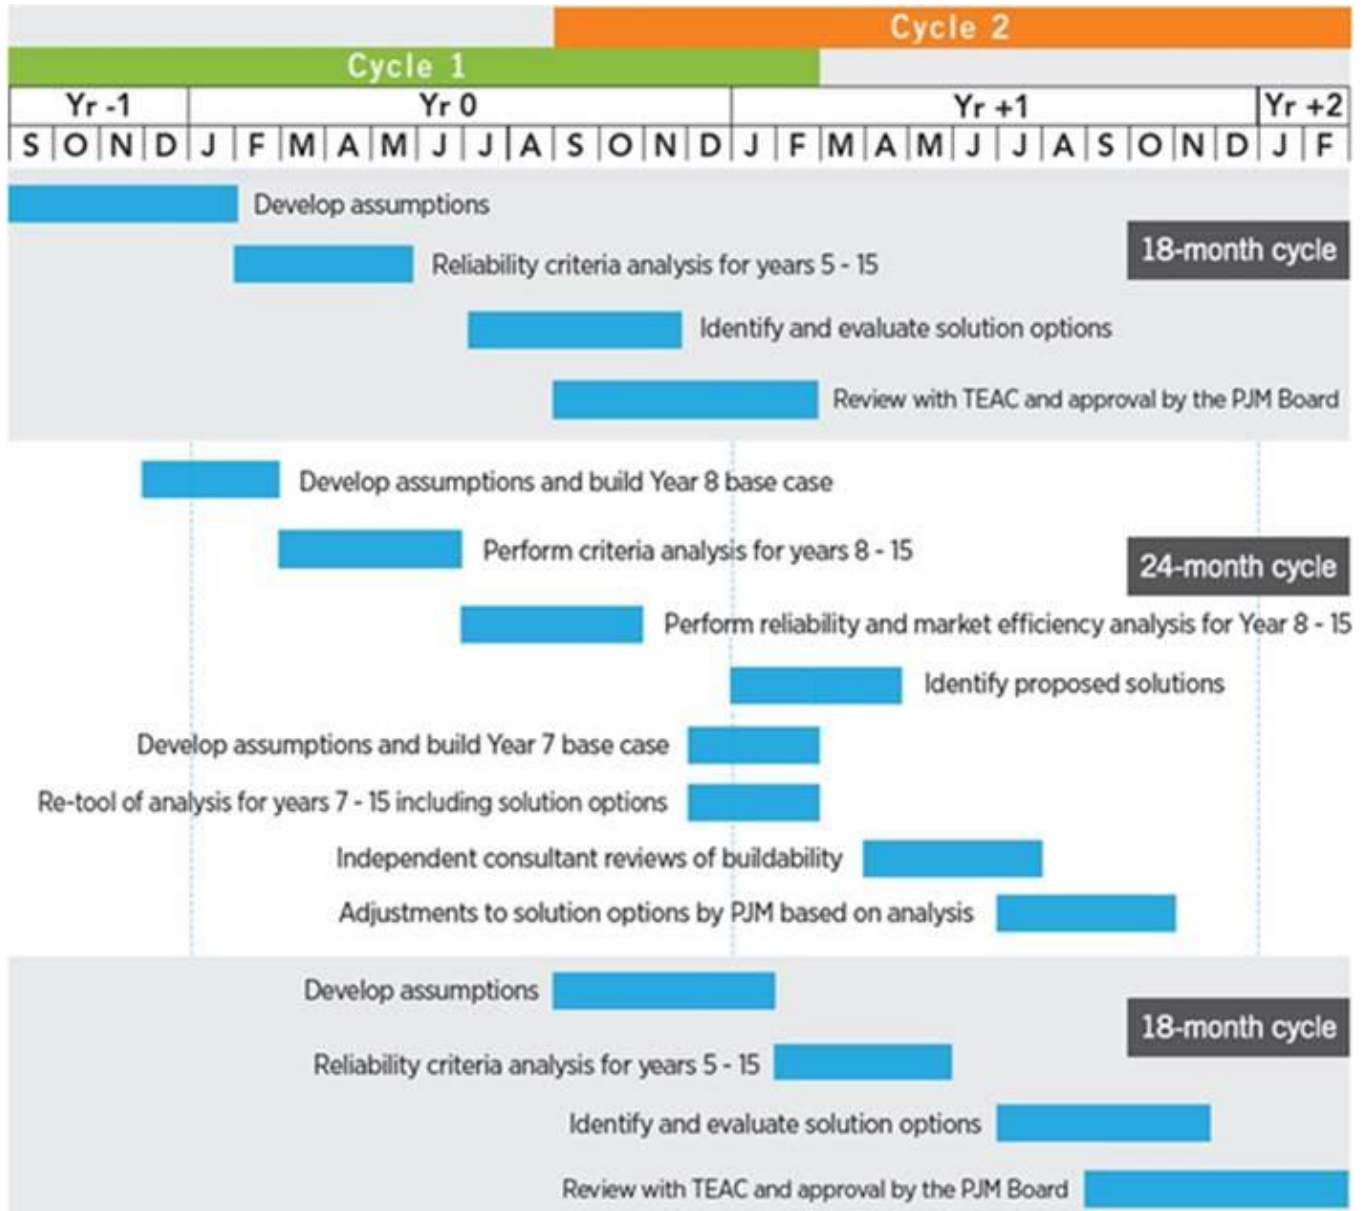 Cycle 2
Cycle 1
Yr -1 Yr 0 Yr +1 Yr +2
S O N D J F M A M J J A S O N D J F M A M J J A S O N D J F
Develop assumptions
18-month cycle
Reliability criteria analysis for years 5 - 15
Identify and evaluate solution options
Review with TEAC and approval by the PJM Board
Develop assumptions and build Year 8 base case
Perform criteria analysis for years 8 - 15
24-month cycle
Perform reliability and market efficiency analysis for Year 8 - 15
Identify proposed solutions
Develop assumptions and build Year 7 base case
Re-tool of analysis for years 7 - 15 including solution options
Independent consultant reviews of buildability
Adjustments to solution options by PJM based on analysis
Develop assumptions
18-month cycle
Reliability criteria analysis for years 5 - 15
Identify and evaluate solution options
Review with TEAC and approval by the PJM Board